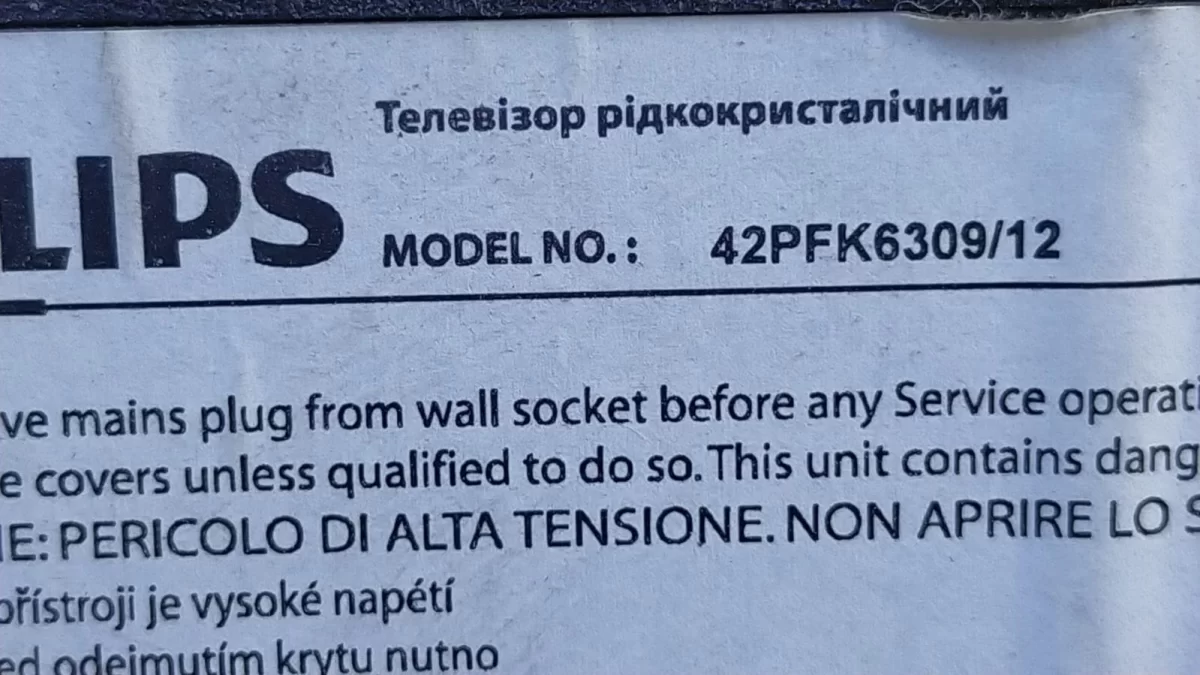 Телевізор рідкокристалічний
LIPS MODEL NO.: 42PFK6309/12
ve mains plug from wall socket before any Service operati
e covers unless qualified to do so. This unit contains dang
IE: PERICOLO DI ALTA TENSIONE. NON APRIRE LO S
přístroji je vysoké napétí
ed odejmutím krytu nutno